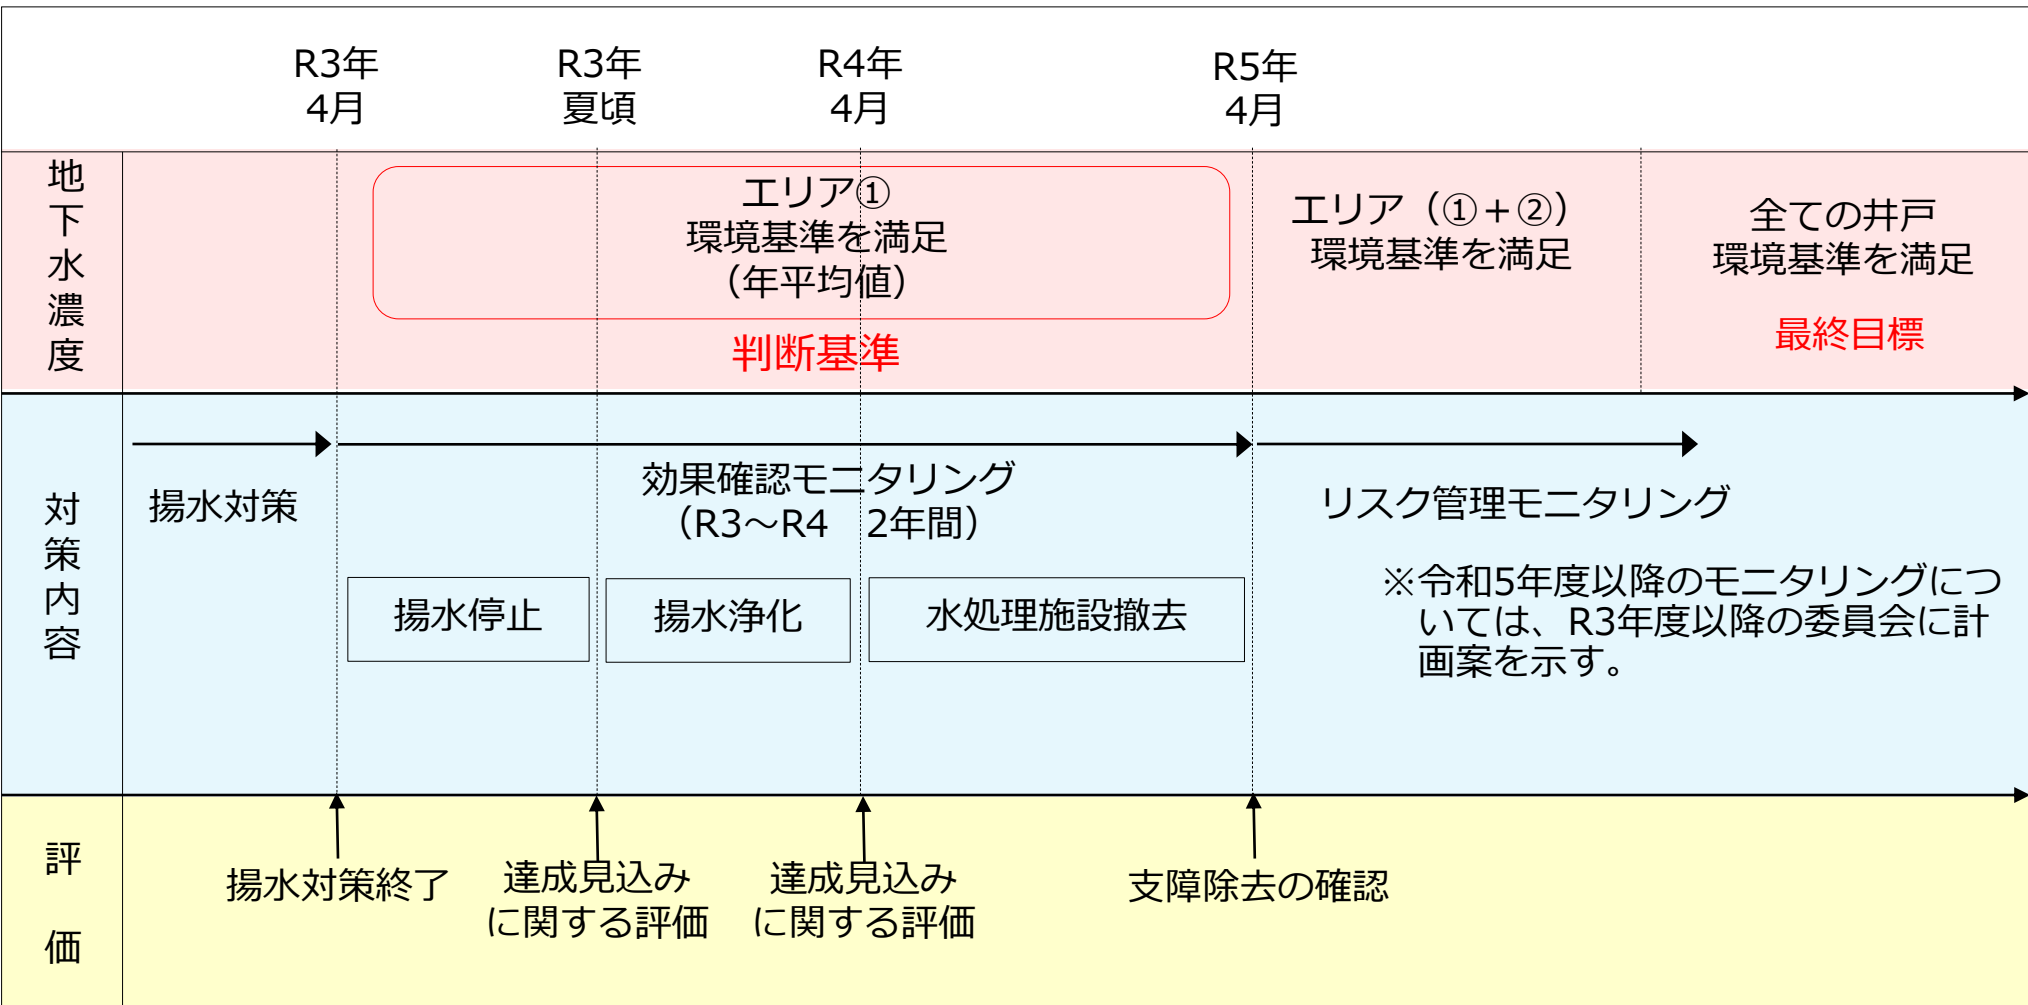 R3年
4月
R3年
夏頃
R4年
4月
R5年
4月
地下水濃度
エリア①
環境基準を満足
（年平均値）
判断基準
エリア（①＋②）
環境基準を満足
全ての井戸
環境基準を満足
最終目標
対策内容
揚水対策
効果確認モニタリング
（R3～R4　2年間）
リスク管理モニタリング
揚水停止
揚水浄化
水処理施設撤去
※令和5年度以降のモニタリングにつ
いては、R3年度以降の委員会に計
画案を示す。
評価
揚水対策終了
達成見込み
に関する評価
達成見込み
に関する評価
支障除去の確認